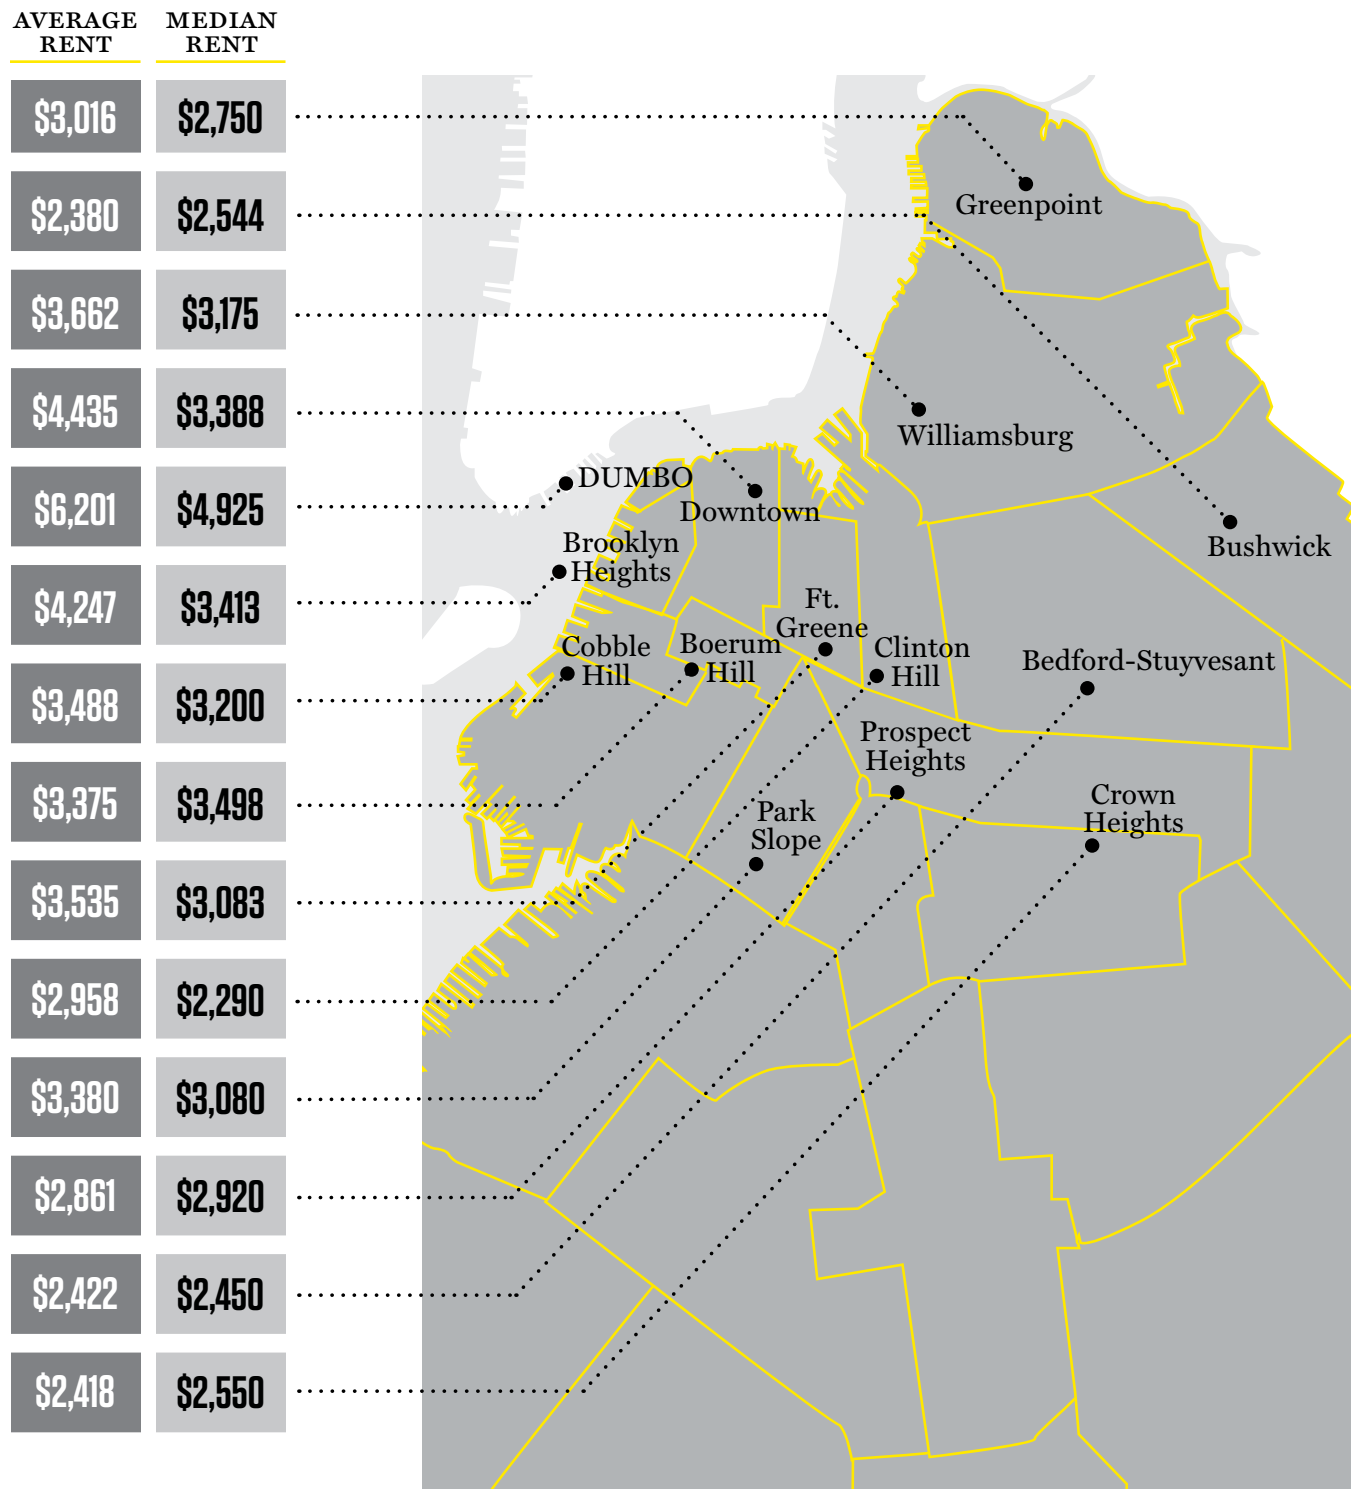 AVERAGE
RENT
MEDIAN
RENT
$3,016
$2,750
$2,380
$2,544
$3,662
$3,175
$4,435
$3,388
$6,201
$4,925
$4,247
$3,413
$3,488
$3,200
$3,375
$3,498
$3,535
$3,083
$2,958
$2,290
$3,380
$3,080
$2,861
$2,920
$2,422
$2,450
$2,418
$2,550
Greenpoint
Williamsburg
DUMBO
Downtown
Brooklyn
Heights
Bushwick
Ft.
Greene
Cobble
Hill
Boerum
Hill
Clinton
Hill
Bedford-Stuyvesant
Prospect
Heights
Park
Slope
Crown
Heights